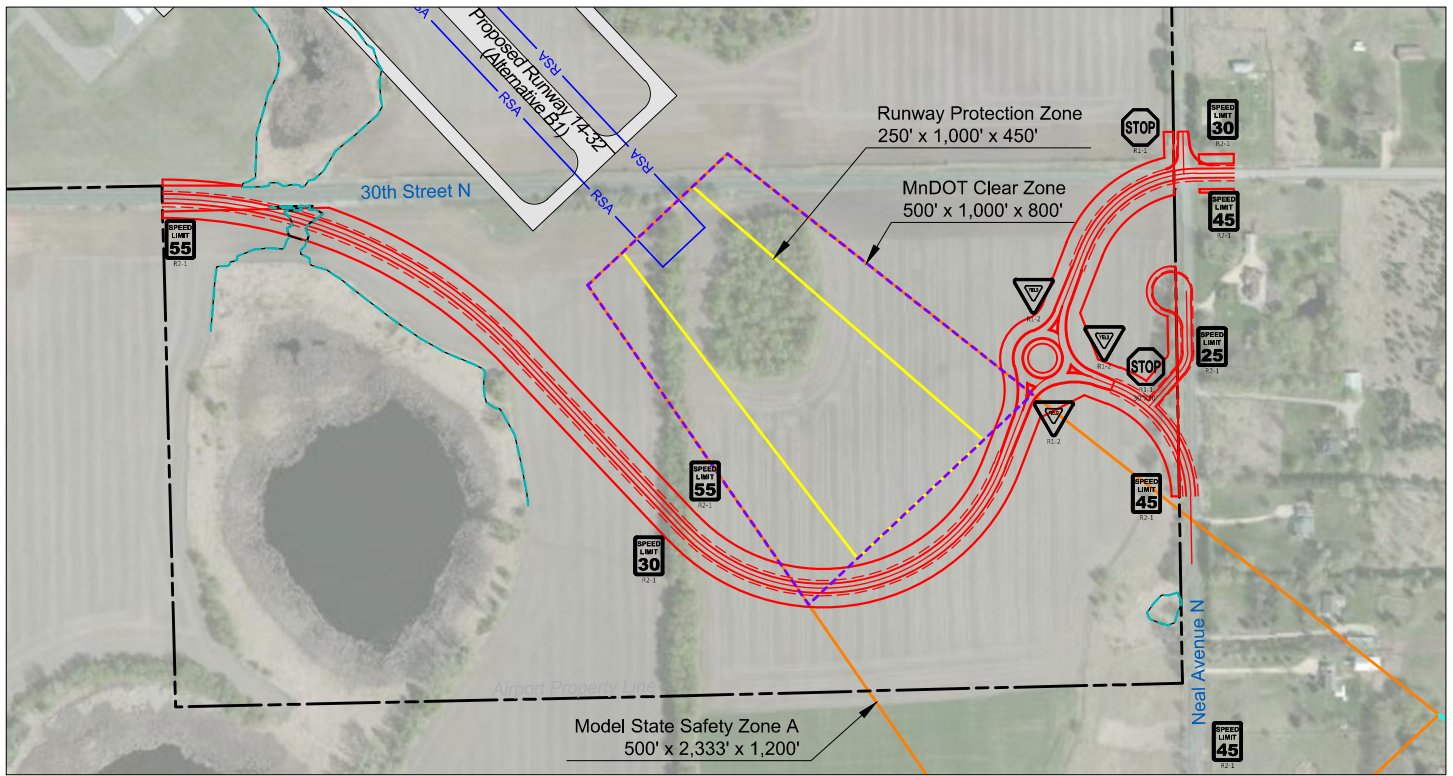 Proposed Runway 14-32
(Alternative B1)
RSA
RSA
RSA
RSA
RSA
Runway Protection Zone
250' x 1,000' x 450'
MnDOT Clear Zone
500' x 1,000' x 800'
STOP
R1-1
SPEED
LIMIT
30
R2-1
30th Street N
SPEED
LIMIT
55
R2-1
SPEED
LIMIT
45
R2-1
YIELD
R1-2
YIELD
R1-2
STOP
R1-1
SPEED
LIMIT
25
R2-1
YIELD
R1-2
SPEED
LIMIT
55
R2-1
SPEED
LIMIT
45
R2-1
SPEED
LIMIT
30
R2-1
Neal Avenue N
Airport Property Line
Model State Safety Zone A
500' x 2,333' x 1,200'
SPEED
LIMIT
45
R2-1